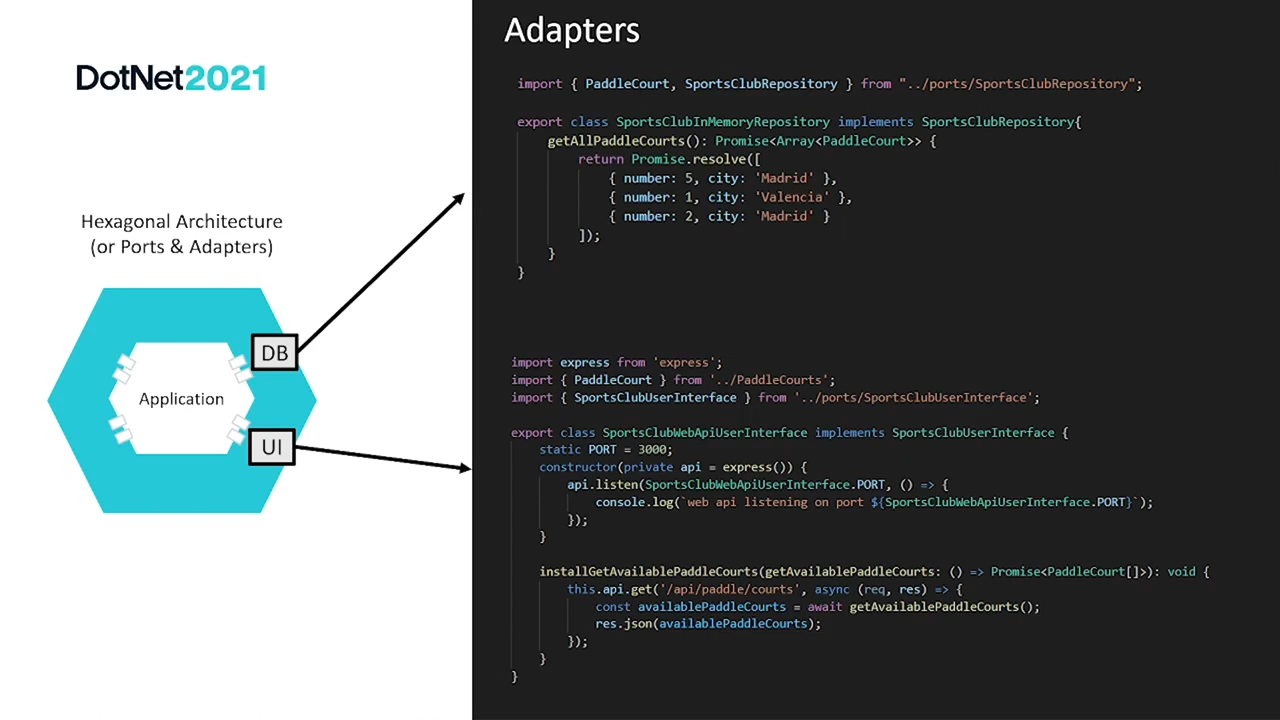 DotNet2021
Hexagonal Architecture
(or Ports & Adapters)
DB
Application
UI
Adapters
import { PaddleCourt, SportsClubRepository } from "../ports/SportsClubRepository";
export class SportsClubInMemoryRepository implements SportsClubRepository{
getAllPaddleCourts(): Promise<Array<PaddleCourt>> {
return Promise.resolve([
{ number: 5, city: 'Madrid' },
{ number: 1, city: 'Valencia' },
{ number: 2, city: 'Madrid' }
]);
}
}
import express from 'express';
import { PaddleCourt } from '../PaddleCourts';
import { SportsClubUserInterface } from '../ports/SportsClubUserInterface';
export class SportsClubWebApiUserInterface implements SportsClubUserInterface {
static PORT = 3000;
constructor(private api = express()) {
api.listen(SportsClubWebApiUserInterface.PORT, () => {
console.log(`web api listening on port ${SportsClubWebApiUserInterface.PORT}`);
});
}
installGetAvailablePaddleCourts(getAvailablePaddleCourts: () => Promise<PaddleCourt[]>): void {
this.api.get('/api/paddle/courts', async (req, res) => {
const availablePaddleCourts = await getAvailablePaddleCourts();
res.json(availablePaddleCourts);
});
}
}